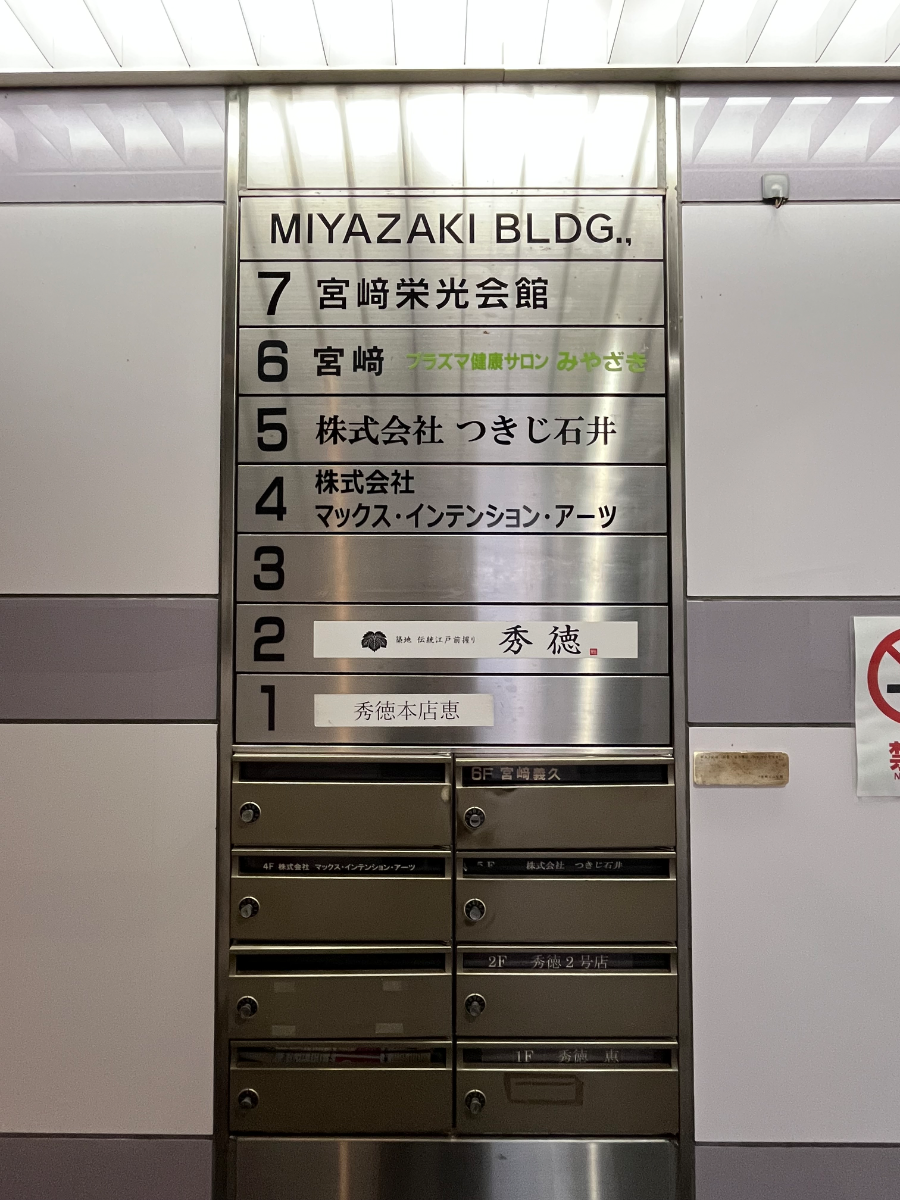 MIYAZAKI BLDG.,
7 宮﨑栄光会館
6 宮﨑 プラズマ健康サロン みやざき
5 株式会社 つきじ石井
4 株式会社
マックス・インテンション・アーツ
3
2 築地 伝統江戸前握り 秀徳
1 秀徳本店恵
6F 宮﨑義久
4F 株式会社 マックス・インテンション・アーツ
5F 株式会社 つきじ石井
2F 秀徳2号店
1F 秀徳 恵